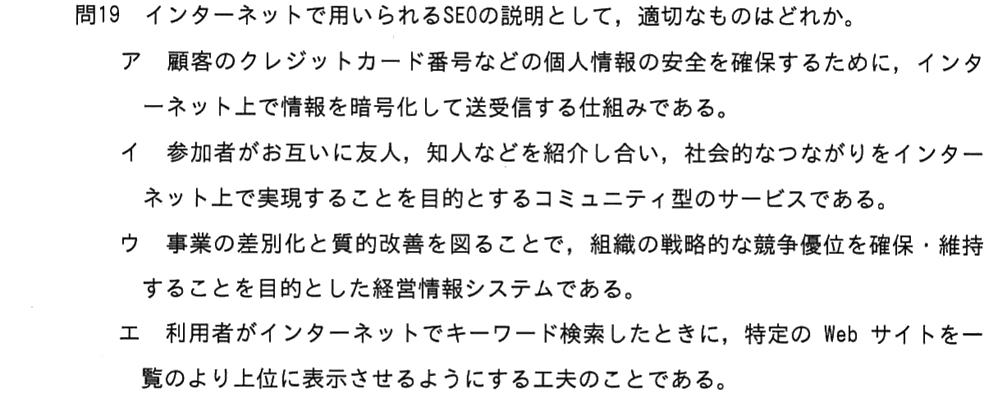 問19 インターネットで用いられるSEOの説明として，適切なものはどれか。
ア 顧客のクレジットカード番号などの個人情報の安全を確保するために，インタ
ーネット上で情報を暗号化して送受信する仕組みである。
イ 参加者がお互いに友人，知人などを紹介し合い，社会的なつながりをインター
ネット上で実現することを目的とするコミュニティ型のサービスである。
ウ 事業の差別化と質的改善を図ることで，組織の戦略的な競争優位を確保・維持
することを目的とした経営情報システムである。
エ 利用者がインターネットでキーワード検索したときに，特定の Web サイトを一
覧のより上位に表示させるようにする工夫のことである。